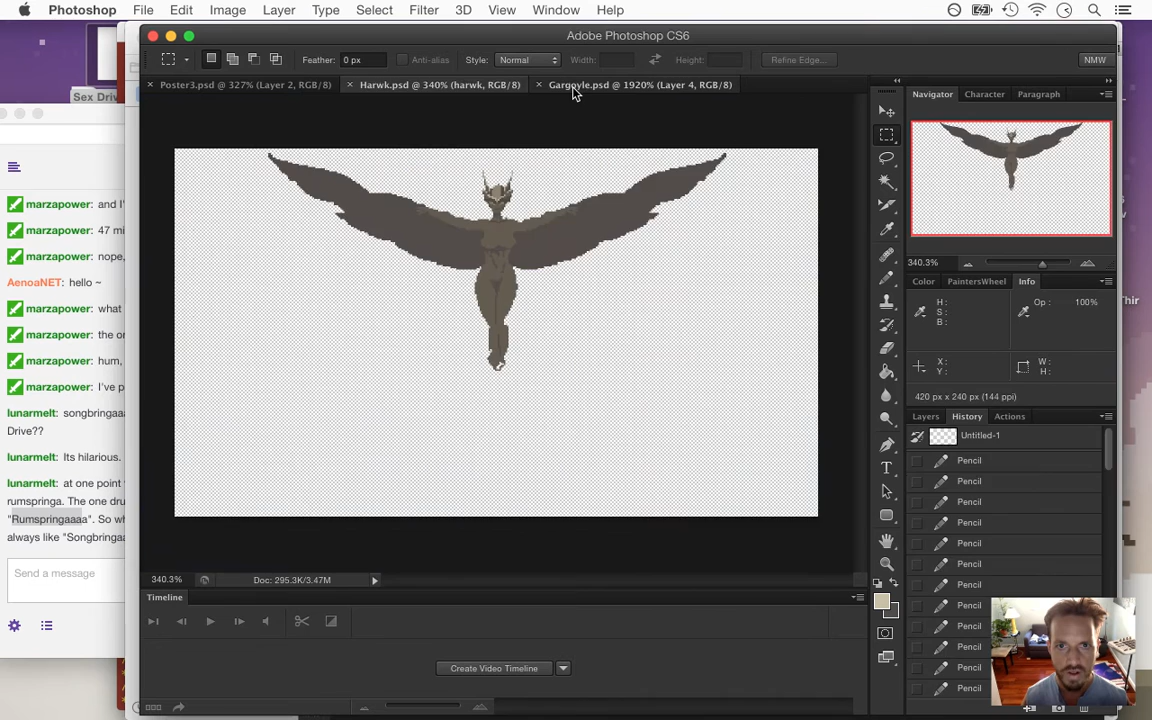 Photoshop File Edit Image Layer Type Select Filter 3D View Window Help
Adobe Photoshop CS6
Feather: 0 px Anti-alias Style: Normal Width: Height: Refine Edge... NMW
Poster3.psd @ 327% (Layer 2, RGB/8) Harwk.psd @ 340% (harwk, RGB/8) Gargoyle.psd @ 1920% (Layer 4, RGB/8)
Sex Driv
marzapower: and I'
marzapower: 47 mi
marzapower: nope,
AenoaNET: hello ~
marzapower: what
marzapower: the or
marzapower: hum,
marzapower: I've p
lunarmelt: songbringaa
Drive??
lunarmelt: Its hilarious.
lunarmelt: at one point
rumspringa. The one dru
"Rumspringaaaa". So wh
always like "Songbringa
Send a message
Navigator Character Paragraph
340.3%
Color PaintersWheel Info
H:
S:
B:
Op: 100%
X:
Y:
W:
H:
420 px x 240 px (144 ppi)
Layers History Actions
Untitled-1
Pencil
Pencil
Pencil
Pencil
Pencil
Pencil
Pencil
Pencil
Pencil
Pencil
Pencil
Pencil
Thir
340.3% Doc: 295.3K/3.47M
Timeline
Create Video Timeline